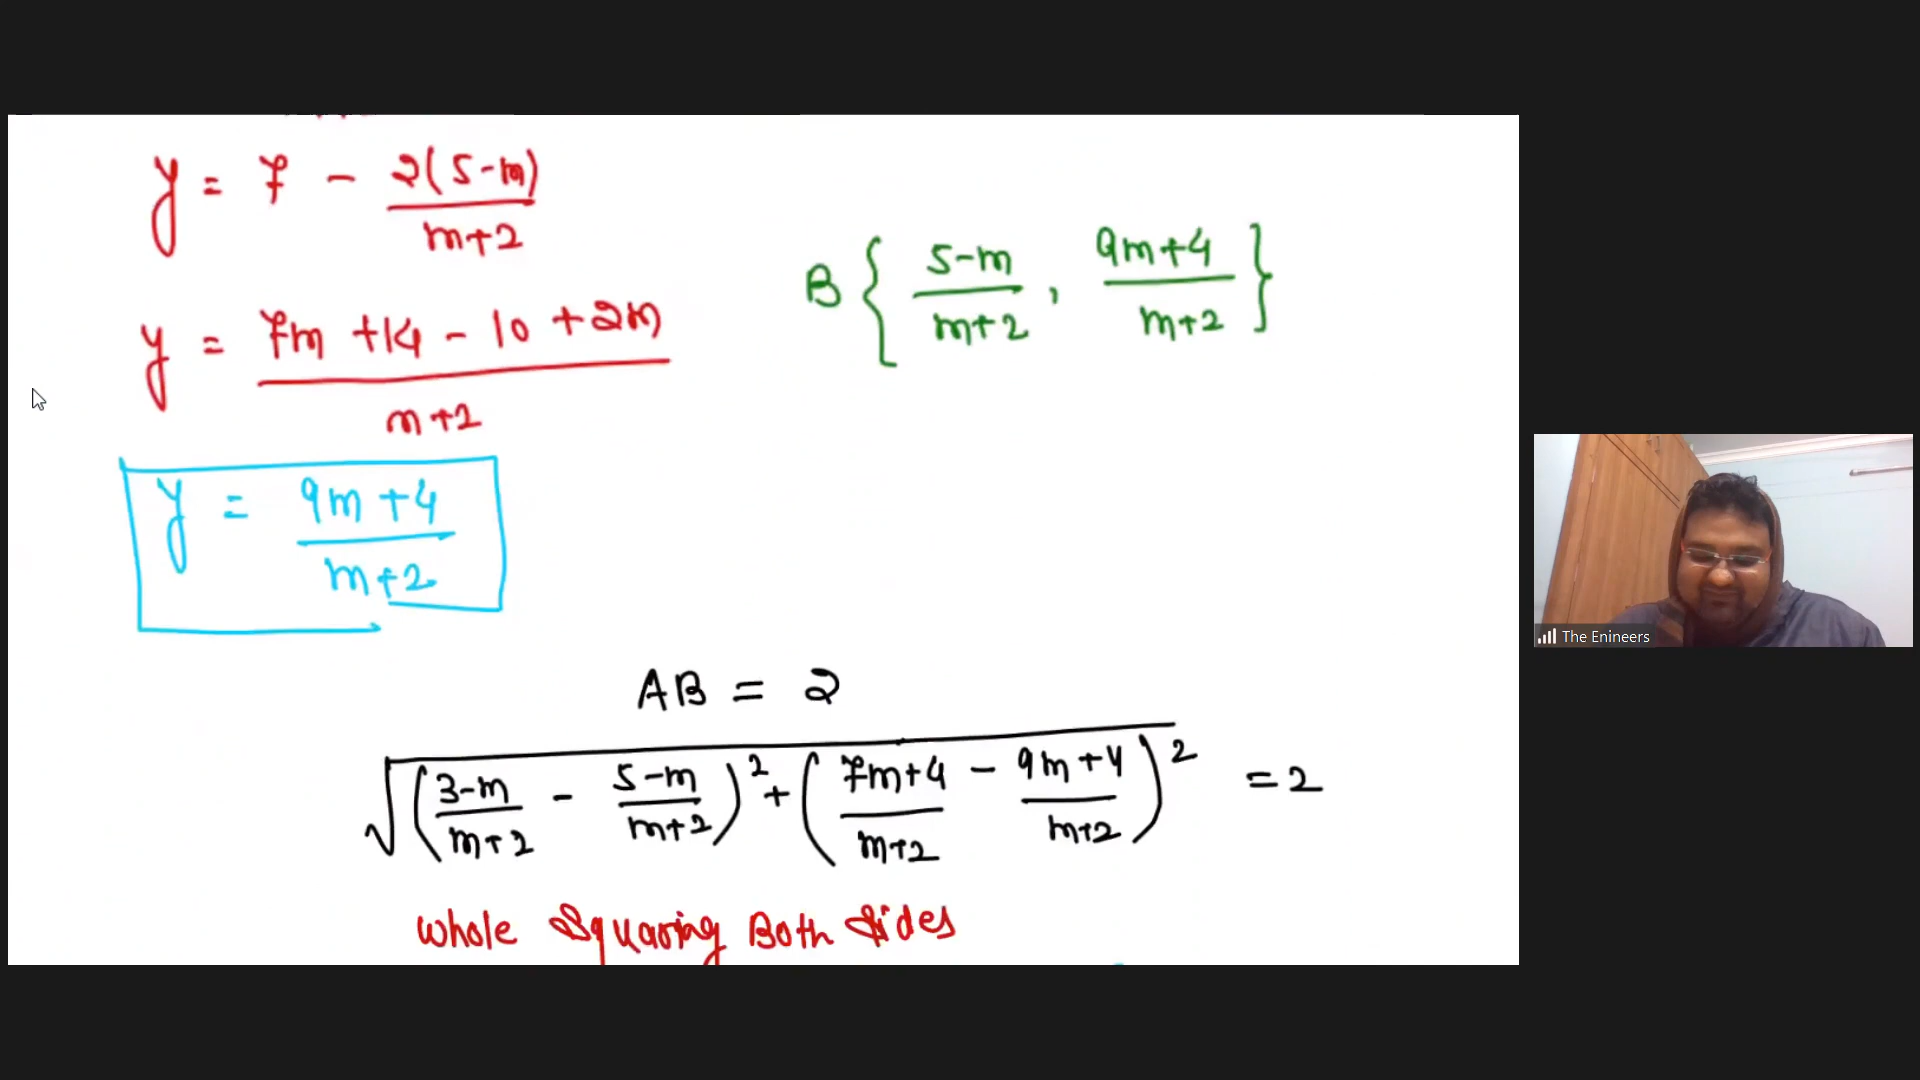 y = 7 - 2(5-m)/m+2
y = 7m +14 - 10 + 2m/m+2
y = 9m+4/m+2
B { 5-m/m+2 , 9m+4/m+2 }
AB = 2
√(3-m/m+2 - 5-m/m+2)² + (7m+4/m+2 - 9m+4/m+2)² = 2
Whole Squaring Both Sides
The Enineers